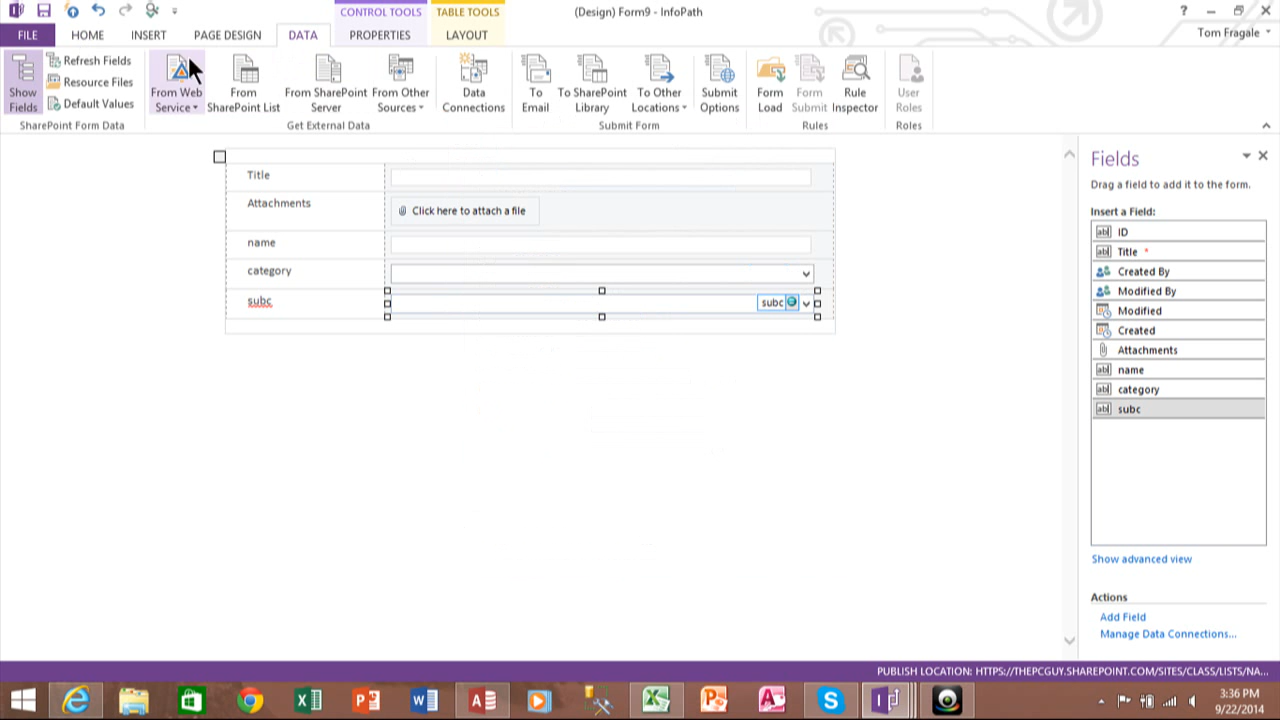 CONTROL TOOLS TABLE TOOLS (Design) Form9 - InfoPath ?
FILE HOME INSERT PAGE DESIGN DATA PROPERTIES LAYOUT Tom Fragale
Show Fields
Refresh Fields
Resource Files
Default Values
From Web Service
From SharePoint List
From SharePoint Server
From Other Sources
Data Connections
To Email
To SharePoint Library
To Other Locations
Submit Options
Form Load
Form Submit
Rule Inspector
User Roles
SharePoint Form Data Get External Data Submit Form Rules Roles
Title
Attachments Click here to attach a file
name
category
subc subc
Fields
Drag a field to add it to the form.
Insert a Field:
ID
Title *
Created By
Modified By
Modified
Created
Attachments
name
category
subc
Show advanced view
Actions
Add Field
Manage Data Connections...
PUBLISH LOCATION: HTTPS://THEPCGUY.SHAREPOINT.COM/SITES/CLASS/LISTS/NA...
3:36 PM
9/22/2014